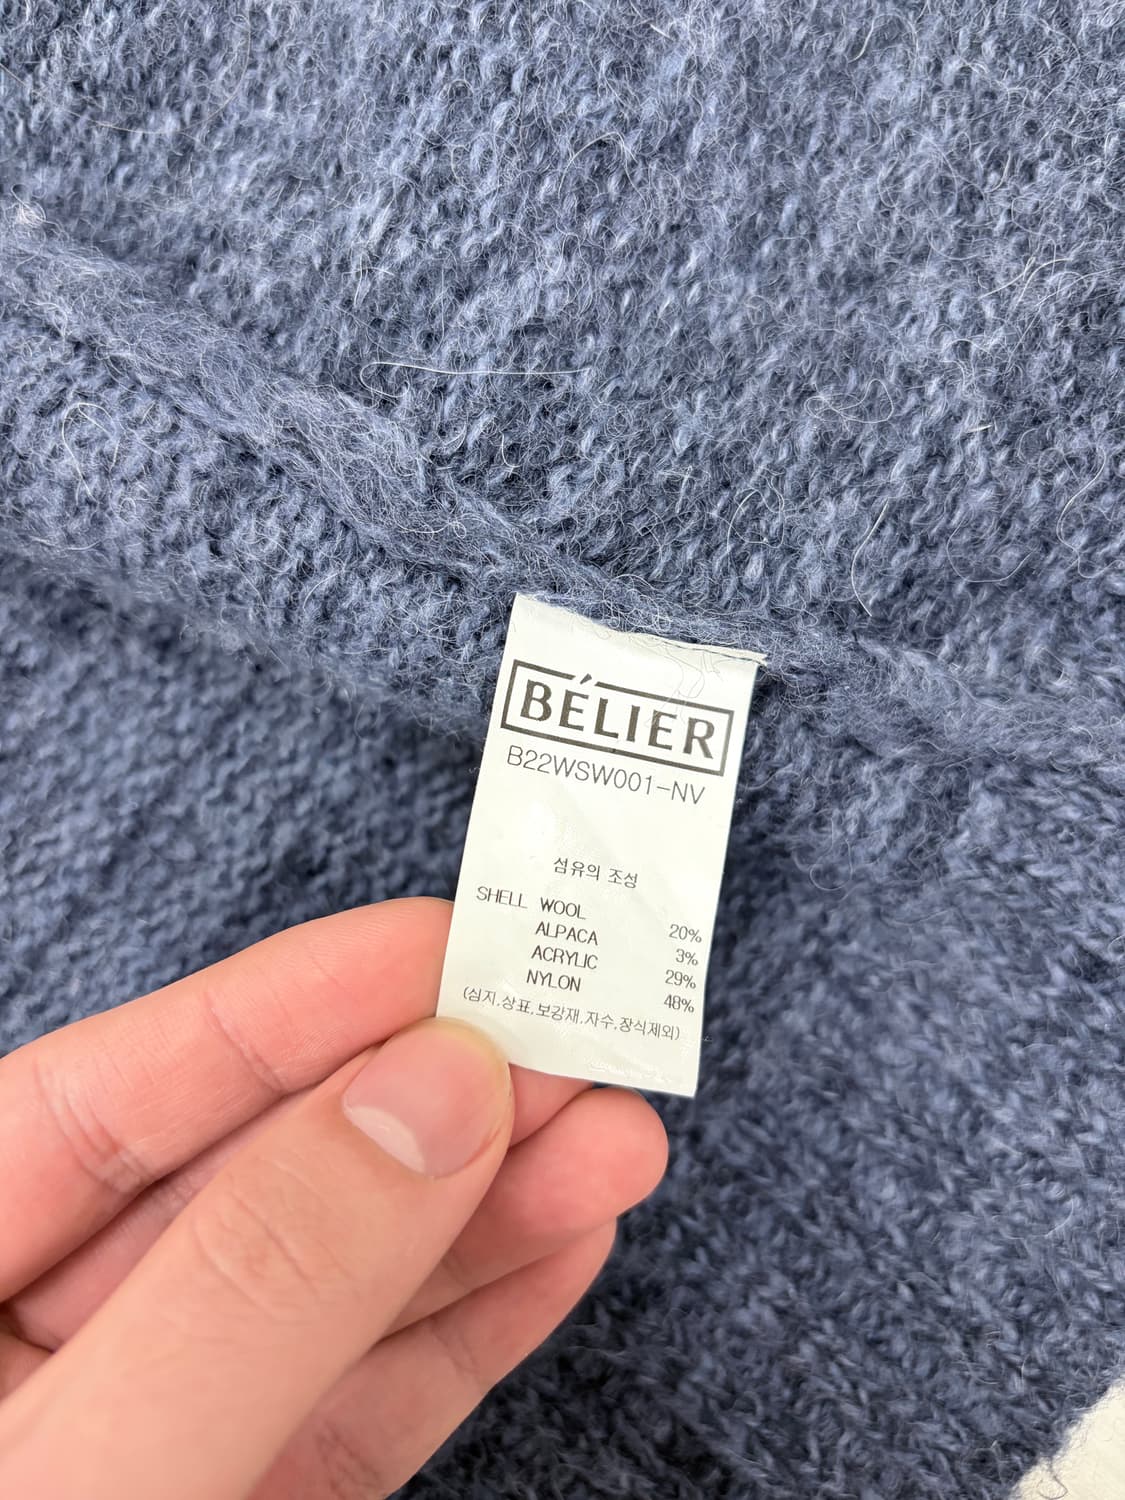 BÉLIER
B22WSW001-NV
섬유의 조성
SHELL WOOL 20%
ALPACA 3%
ACRYLIC 29%
NYLON 48%
(심지,상표,보강재,자수,장식제외)